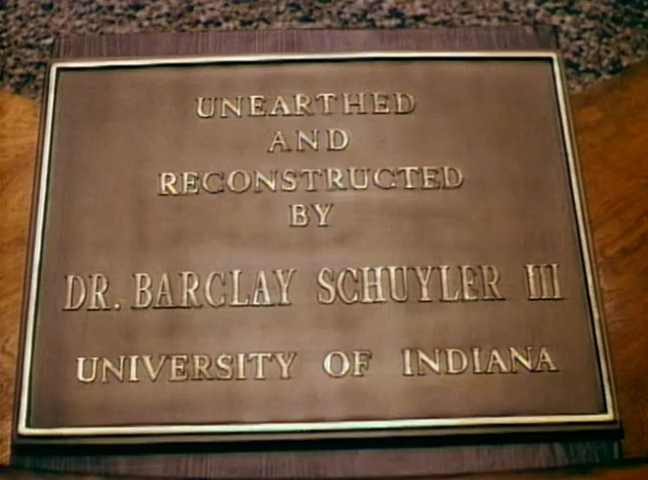 UNEARTHED
AND
RECONSTRUCTED
BY
DR. BARCLAY SCHUYLER III
UNIVERSITY OF INDIANA